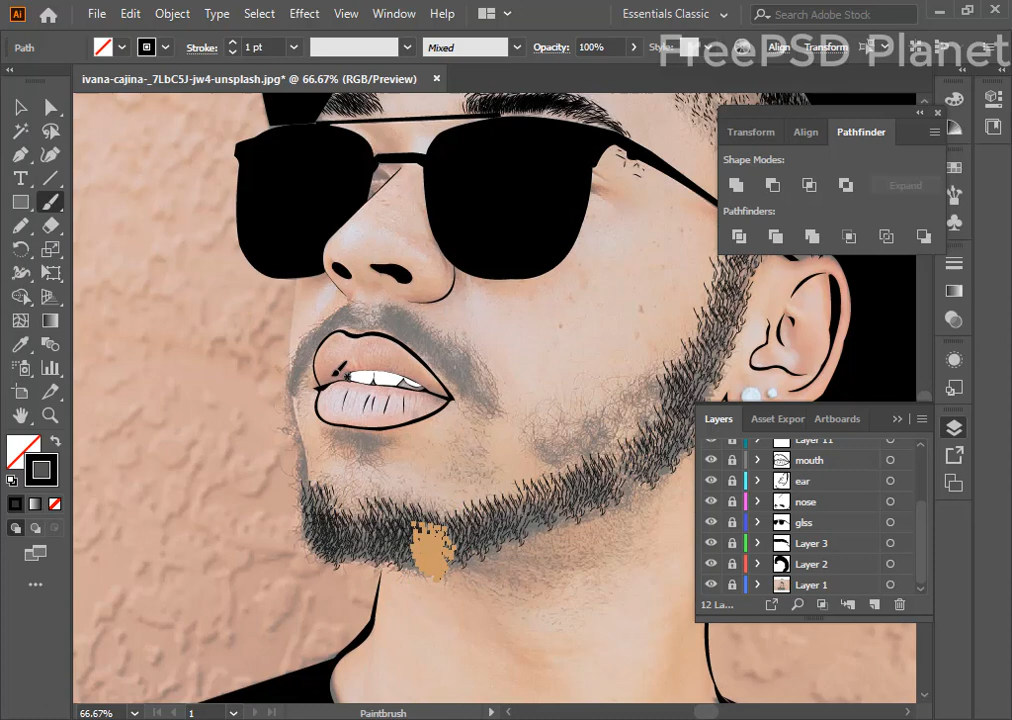 Ai File Edit Object Type Select Effect View Window Help Essentials Classic Search Adobe Stock
Path Stroke: 1 pt Mixed Opacity: 100% Style: Align Transform
FreePSD Planet
ivana-cajina-_7LbC5J-jw4-unsplash.jpg* @ 66.67% (RGB/Preview)
Transform Align Pathfinder
Shape Modes:
Expand
Pathfinders:
Layers Asset Expor Artboards
Layer 11
mouth
ear
nose
glss
Layer 3
Layer 2
Layer 1
12 La...
66.67% 1 Paintbrush